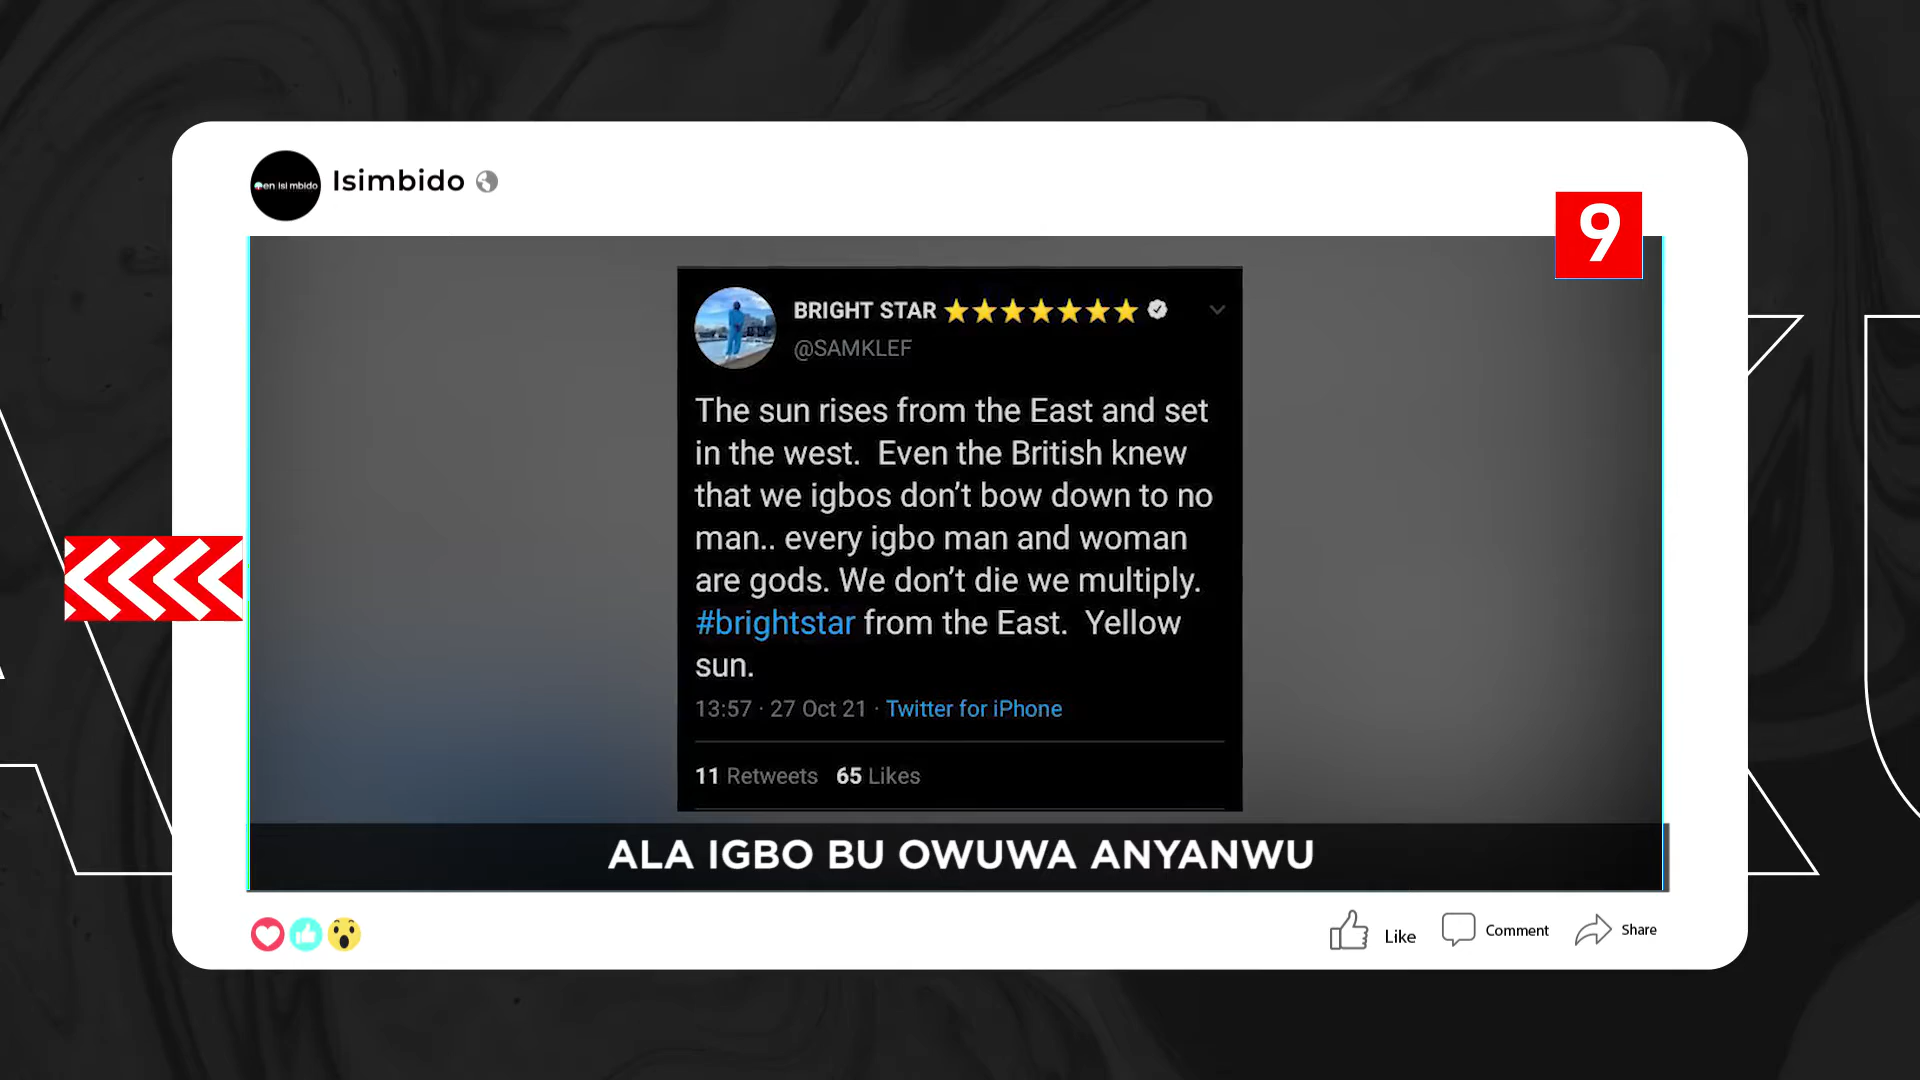 en Isi mbido
Isimbido
9
BRIGHT STAR
@SAMKLEF
The sun rises from the East and set
in the west.  Even the British knew
that we igbos don't bow down to no
man.. every igbo man and woman
are gods. We don't die we multiply.
#brightstar from the East.  Yellow
sun.
13:57 · 27 Oct 21 · Twitter for iPhone
11 Retweets 65 Likes
ALA IGBO BU OWUWA ANYANWU
Like Comment Share